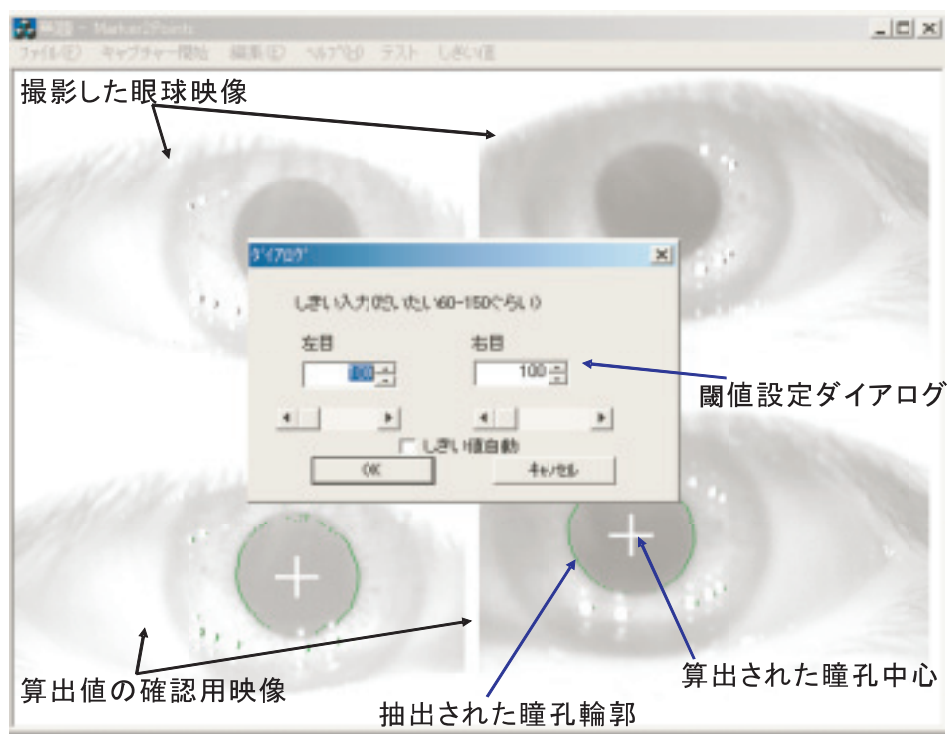 Marker2Points
ファイル(F) キャプチャー開始 編集(E) ヘルプ(H) テスト しきい値
撮影した眼球映像
ダイアログ
しきい入力(だいたい60-150ぐらい)
左目 右目
100 100
閾値設定ダイアログ
しきい値自動
OK キャンセル
算出された瞳孔中心
算出値の確認用映像
抽出された瞳孔輪郭